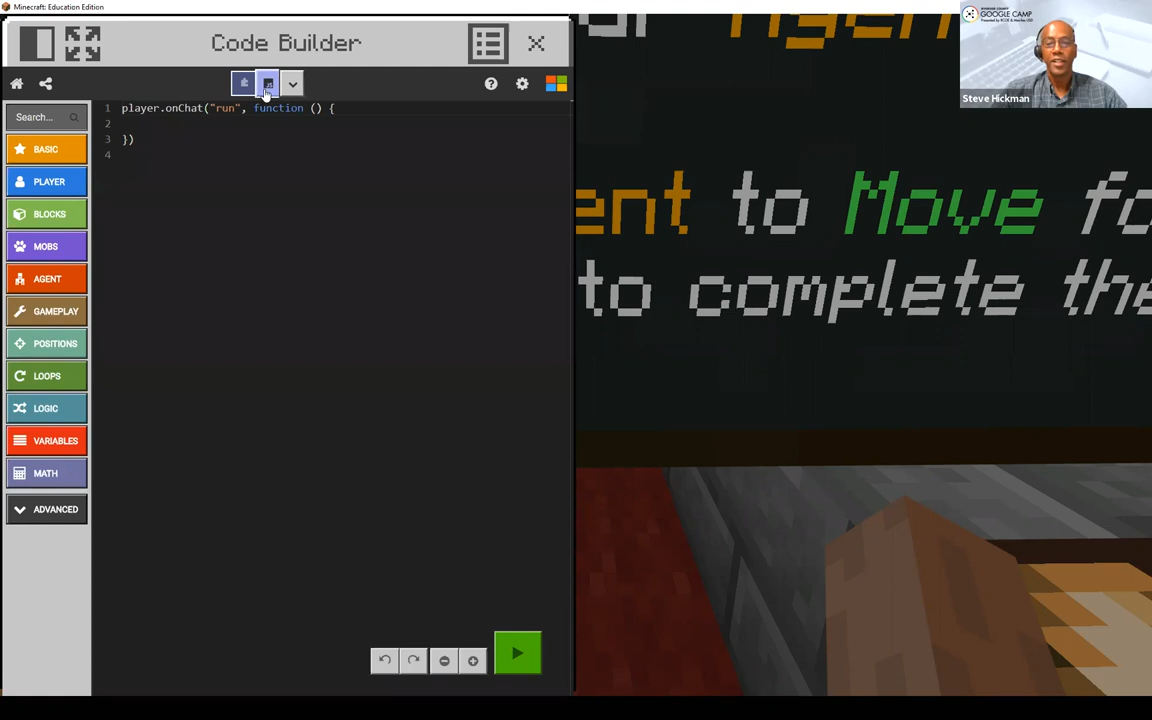 Minecraft: Education Edition
Code Builder
1 player.onChat("run", function () {
2
3 })
4
Search...
BASIC
PLAYER
BLOCKS
MOBS
AGENT
GAMEPLAY
POSITIONS
LOOPS
LOGIC
VARIABLES
MATH
ADVANCED
ent to Move fo
to complete the
GOOGLE CAMP
Steve Hickman